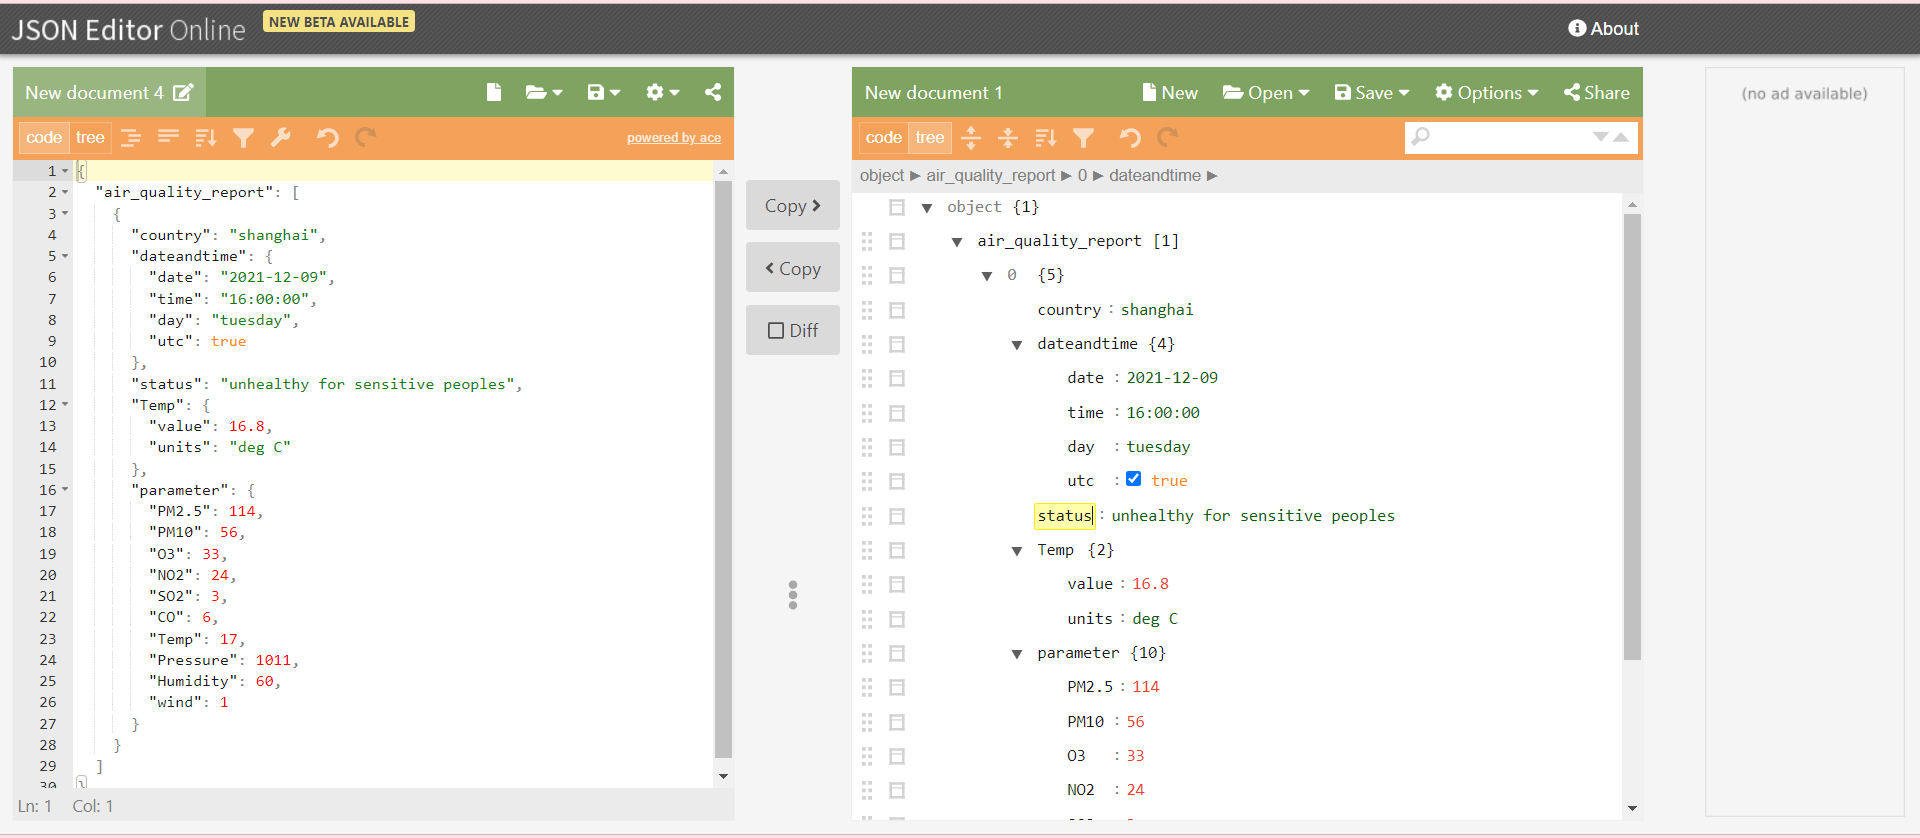 JSON Editor Online NEW BETA AVAILABLE
About
New document 4
code tree powered by ace
1 {
2 "air_quality_report": [
3 {
4 "country": "shanghai",
5 "dateandtime": {
6 "date": "2021-12-09",
7 "time": "16:00:00",
8 "day": "tuesday",
9 "utc": true
10 },
11 "status": "unhealthy for sensitive peoples",
12 "Temp": {
13 "value": 16.8,
14 "units": "deg C"
15 },
16 "parameter": {
17 "PM2.5": 114,
18 "PM10": 56,
19 "O3": 33,
20 "NO2": 24,
21 "SO2": 3,
22 "CO": 6,
23 "Temp": 17,
24 "Pressure": 1011,
25 "Humidity": 60,
26 "wind": 1
27 }
28 }
29 ]
30 }
Ln: 1 Col: 1
Copy >
< Copy
Diff
New document 1 New Open Save Options Share
code tree
object ▶ air_quality_report ▶ 0 ▶ dateandtime ▶
object {1}
air_quality_report [1]
0 {5}
country : shanghai
dateandtime {4}
date : 2021-12-09
time : 16:00:00
day : tuesday
utc : true
status : unhealthy for sensitive peoples
Temp {2}
value : 16.8
units : deg C
parameter {10}
PM2.5 : 114
PM10 : 56
O3 : 33
NO2 : 24
(no ad available)